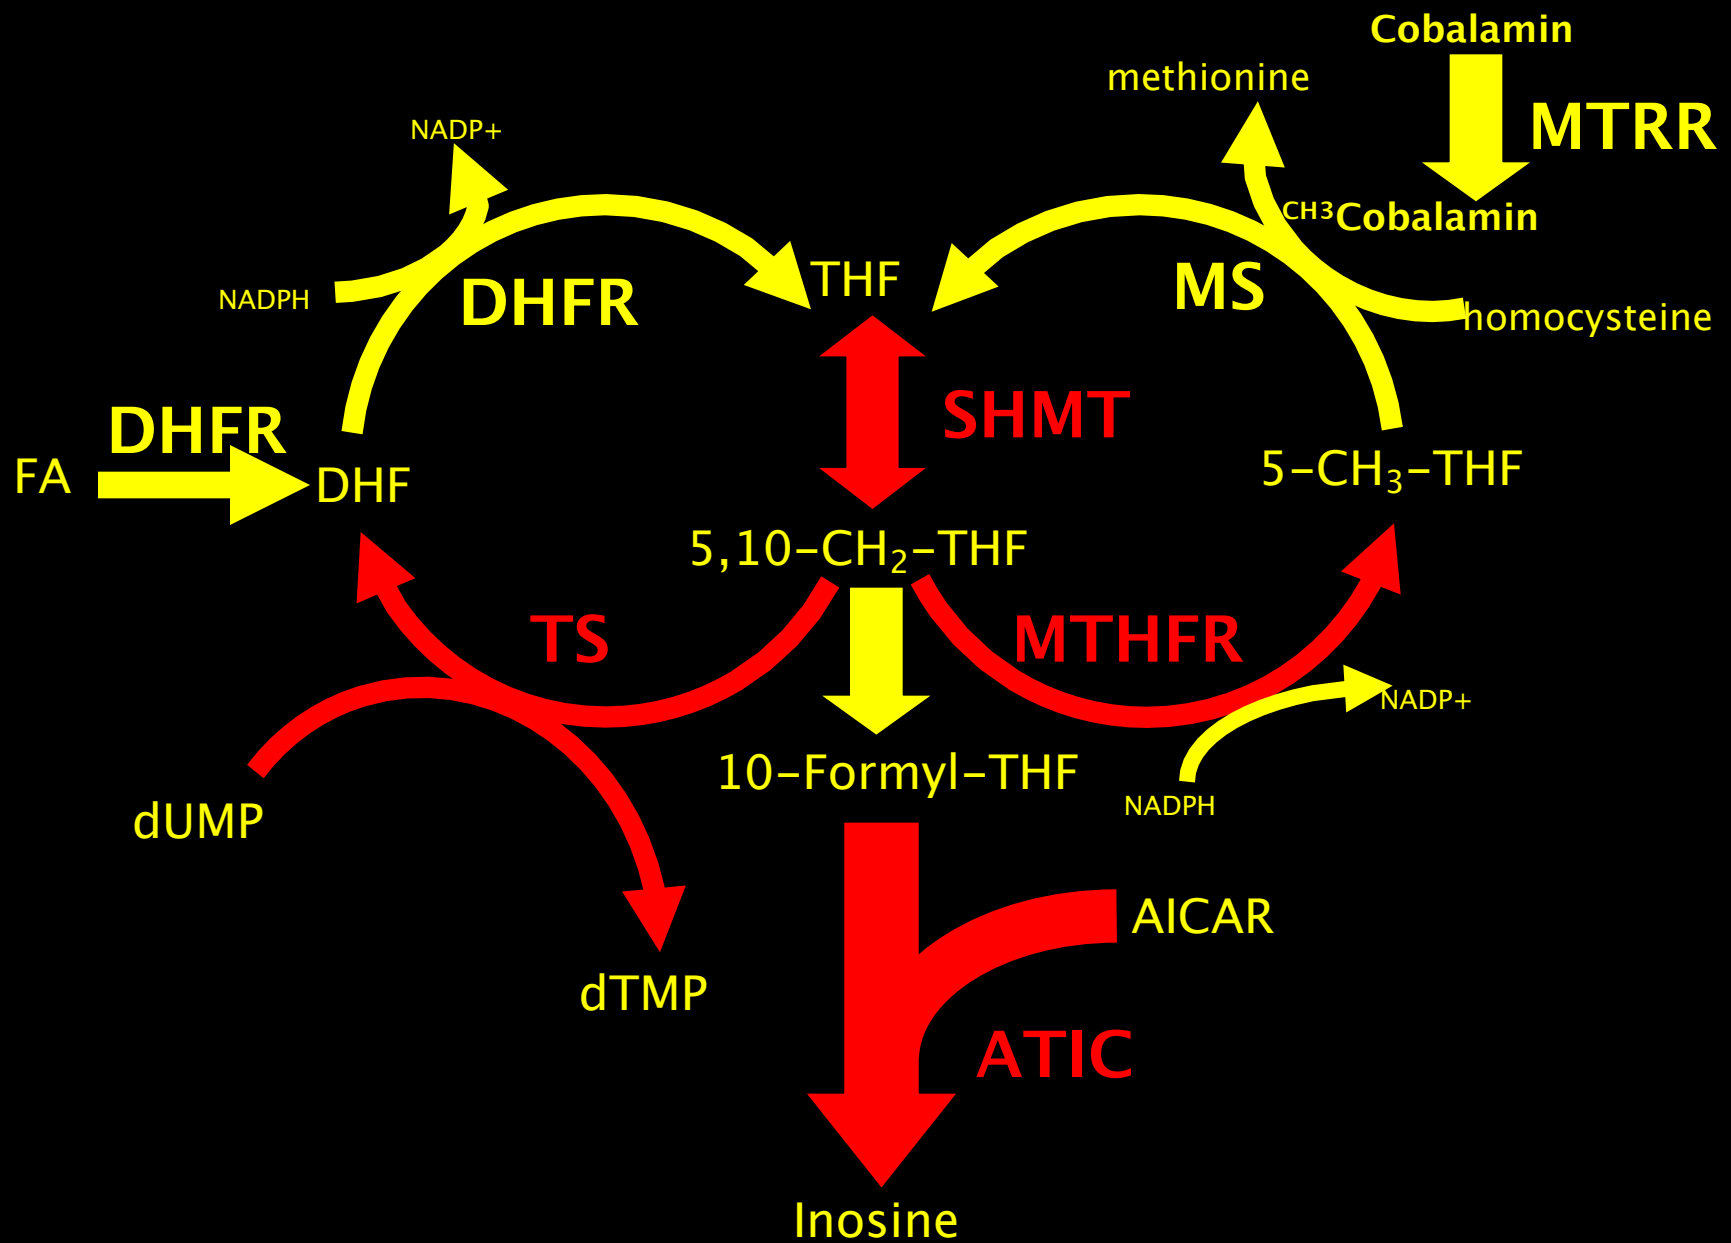 Cobalamin
methionine
MTRR
NADP+
CH3Cobalamin
THF
MS
DHFR
NADPH
homocysteine
DHFR
SHMT
FA
DHF
5-CH₃-THF
5,10-CH₂-THF
TS
MTHFR
NADP+
10-Formyl-THF
NADPH
dUMP
AICAR
dTMP
ATIC
Inosine